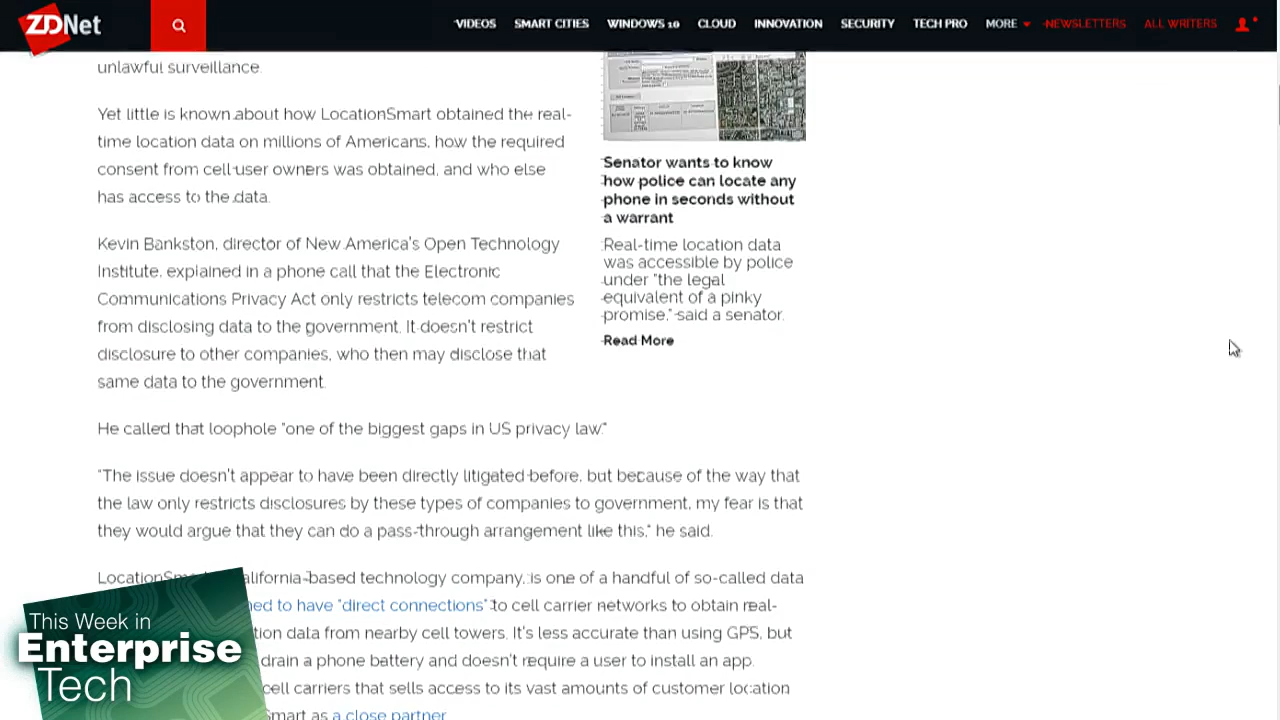 ZDNet
VIDEOS SMART CITIES WINDOWS 10 CLOUD INNOVATION SECURITY TECH PRO MORE NEWSLETTERS ALL WRITERS
unlawful surveillance.
Yet little is known about how LocationSmart obtained the real-
time location data on millions of Americans, how the required
consent from cell user owners was obtained, and who else
has access to the data.
Kevin Bankston, director of New America's Open Technology
Institute, explained in a phone call that the Electronic
Communications Privacy Act only restricts telecom companies
from disclosing data to the government. It doesn't restrict
disclosure to other companies, who then may disclose that
same data to the government.
He called that loophole "one of the biggest gaps in US privacy law."
"The issue doesn't appear to have been directly litigated before, but because of the way that
the law only restricts disclosures by these types of companies to government, my fear is that
they would argue that they can do a pass-through arrangement like this," he said.
LocationSm alifornia-based technology company, is one of a handful of so-called data
ed to have "direct connections" to cell carrier networks to obtain real-
tion data from nearby cell towers. It's less accurate than using GPS, but
drain a phone battery and doesn't require a user to install an app.
cell carriers that sells access to its vast amounts of customer location
Smart as a close partner
Senator wants to know
how police can locate any
phone in seconds without
a warrant
Real-time location data
was accessible by police
under "the legal
equivalent of a pinky
promise," said a senator.
Read More
This Week in
Enterprise
Tech